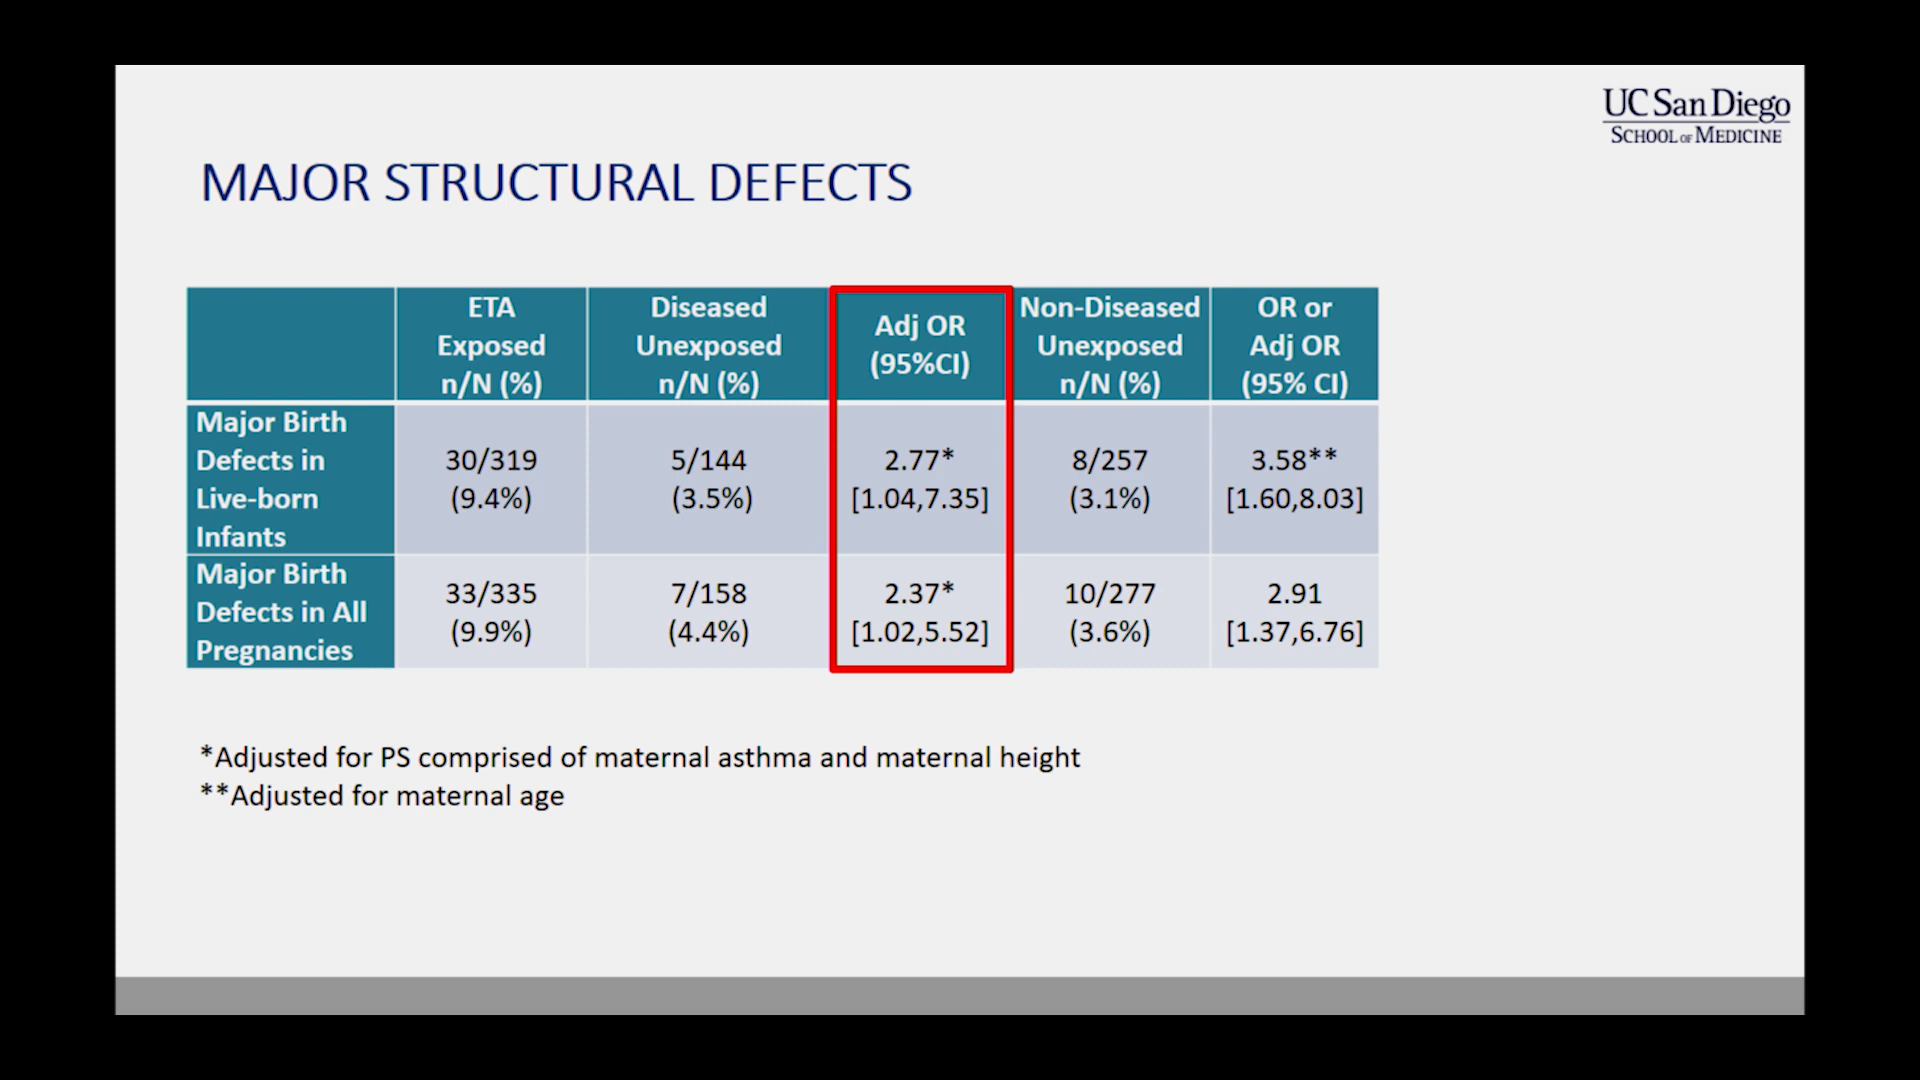 UC San Diego
SCHOOL OF MEDICINE
MAJOR STRUCTURAL DEFECTS
ETA
Exposed
n/N (%)
Diseased
Unexposed
n/N (%)
Adj OR
(95%CI)
Non-Diseased
Unexposed
n/N (%)
OR or
Adj OR
(95% CI)
Major Birth
Defects in
Live-born
Infants
30/319
(9.4%)
5/144
(3.5%)
2.77*
[1.04,7.35]
8/257
(3.1%)
3.58**
[1.60,8.03]
Major Birth
Defects in All
Pregnancies
33/335
(9.9%)
7/158
(4.4%)
2.37*
[1.02,5.52]
10/277
(3.6%)
2.91
[1.37,6.76]
*Adjusted for PS comprised of maternal asthma and maternal height
**Adjusted for maternal age